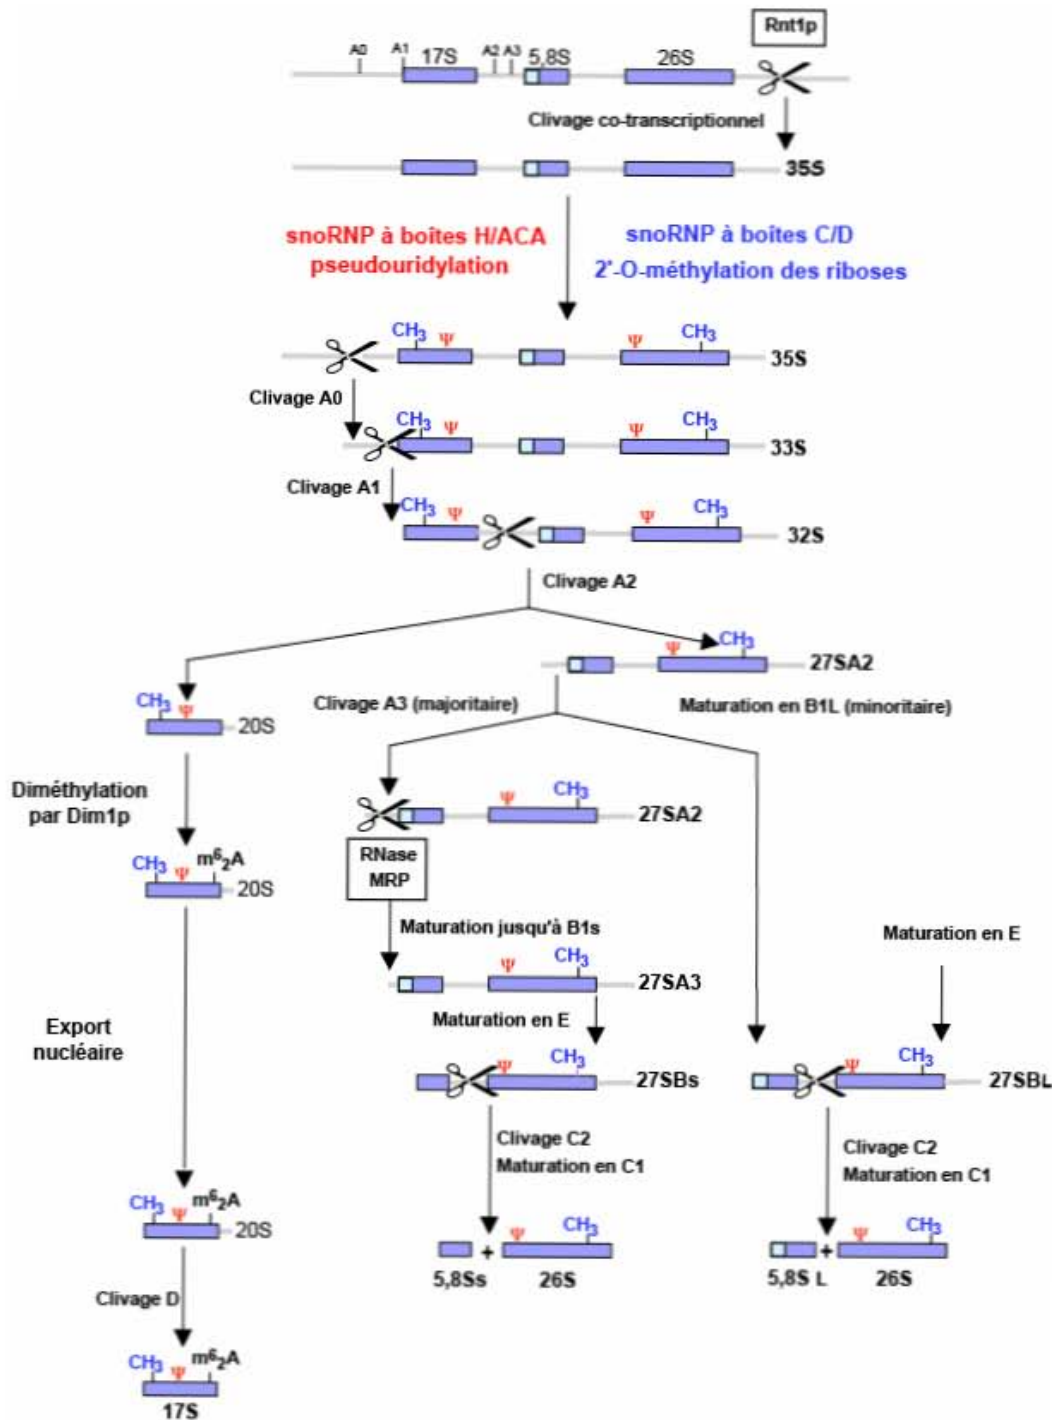 Rnt1p
A0 A1 17S A2 A3 5,8S 26S
Clivage co-transcriptionnel
35S
snoRNP à boîtes H/ACA
pseudouridylation
snoRNP à boîtes C/D
2'-O-méthylation des riboses
CH3 Ψ Ψ CH3
35S
Clivage A0
CH3 Ψ Ψ CH3
33S
Clivage A1
CH3 Ψ Ψ CH3
32S
Clivage A2
Ψ CH3
27SA2
CH3 Ψ
20S
Clivage A3 (majoritaire)
Maturation en B1L (minoritaire)
Diméthylation
par Dim1p
Ψ CH3
27SA2
RNase
MRP
CH3 Ψ m⁶₂A
20S
Maturation jusqu'à B1s
Ψ CH3
27SA3
Maturation en E
Maturation en E
Export
nucléaire
Ψ CH3
27SBs
Ψ CH3
27SBL
Clivage C2
Maturation en C1
Clivage C2
Maturation en C1
CH3 Ψ m⁶₂A
20S
Ψ CH3
+
5,8Ss 26S
Ψ CH3
+
5,8S L 26S
Clivage D
CH3 Ψ m⁶₂A
17S